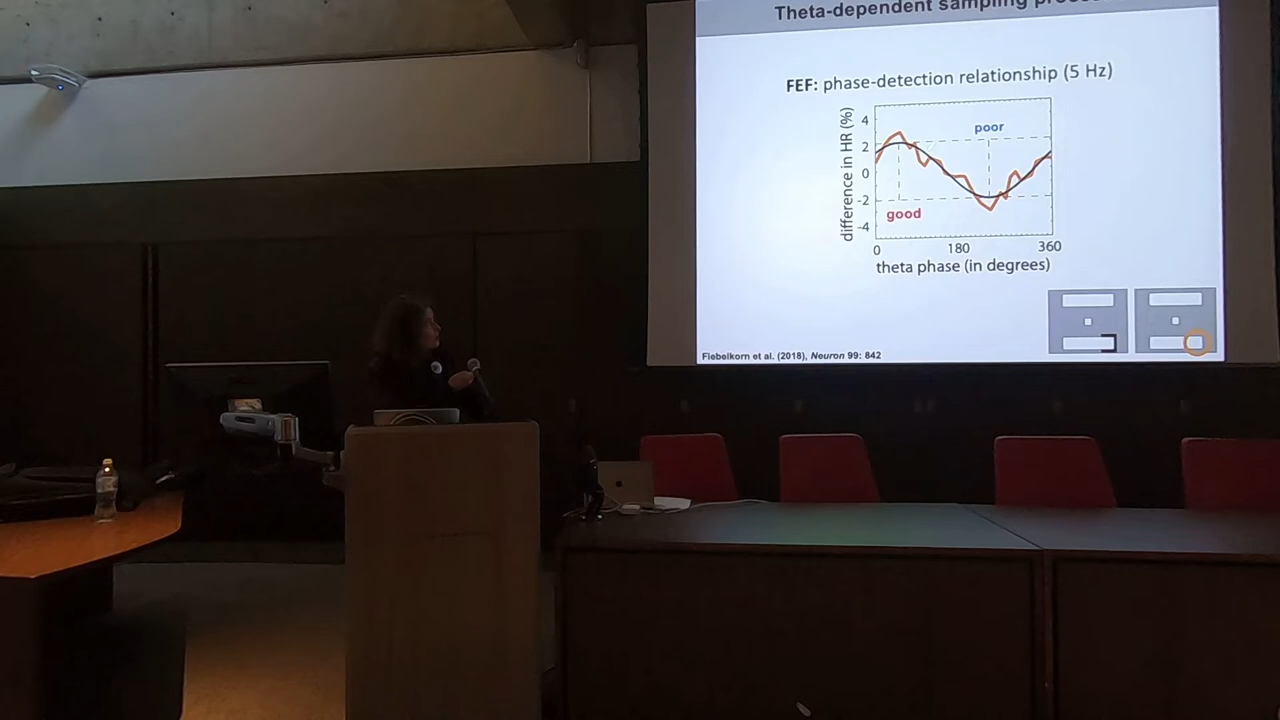 Theta-dependent sampling
FEF: phase-detection relationship (5 Hz)
difference in HR (%)
4
2
0
-2
-4
poor
good
0 180 360
theta phase (in degrees)
Fiebelkorn et al. (2018), Neuron 99: 842